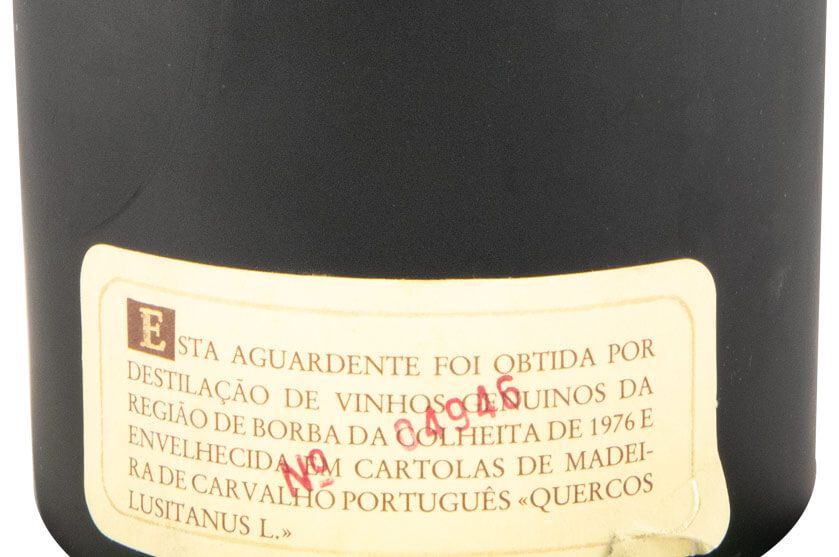 ESTA AGUARDENTE FOI OBTIDA POR
DESTILAÇÃO DE VINHOS GENUINOS DA
REGIÃO DE BORBA DA COLHEITA DE 1976 E
ENVELHECIDA EM CARTOLAS DE MADEI-
RA DE CARVALHO PORTUGUÊS «QUERCOS
LUSITANUS L.»
Nº 04946